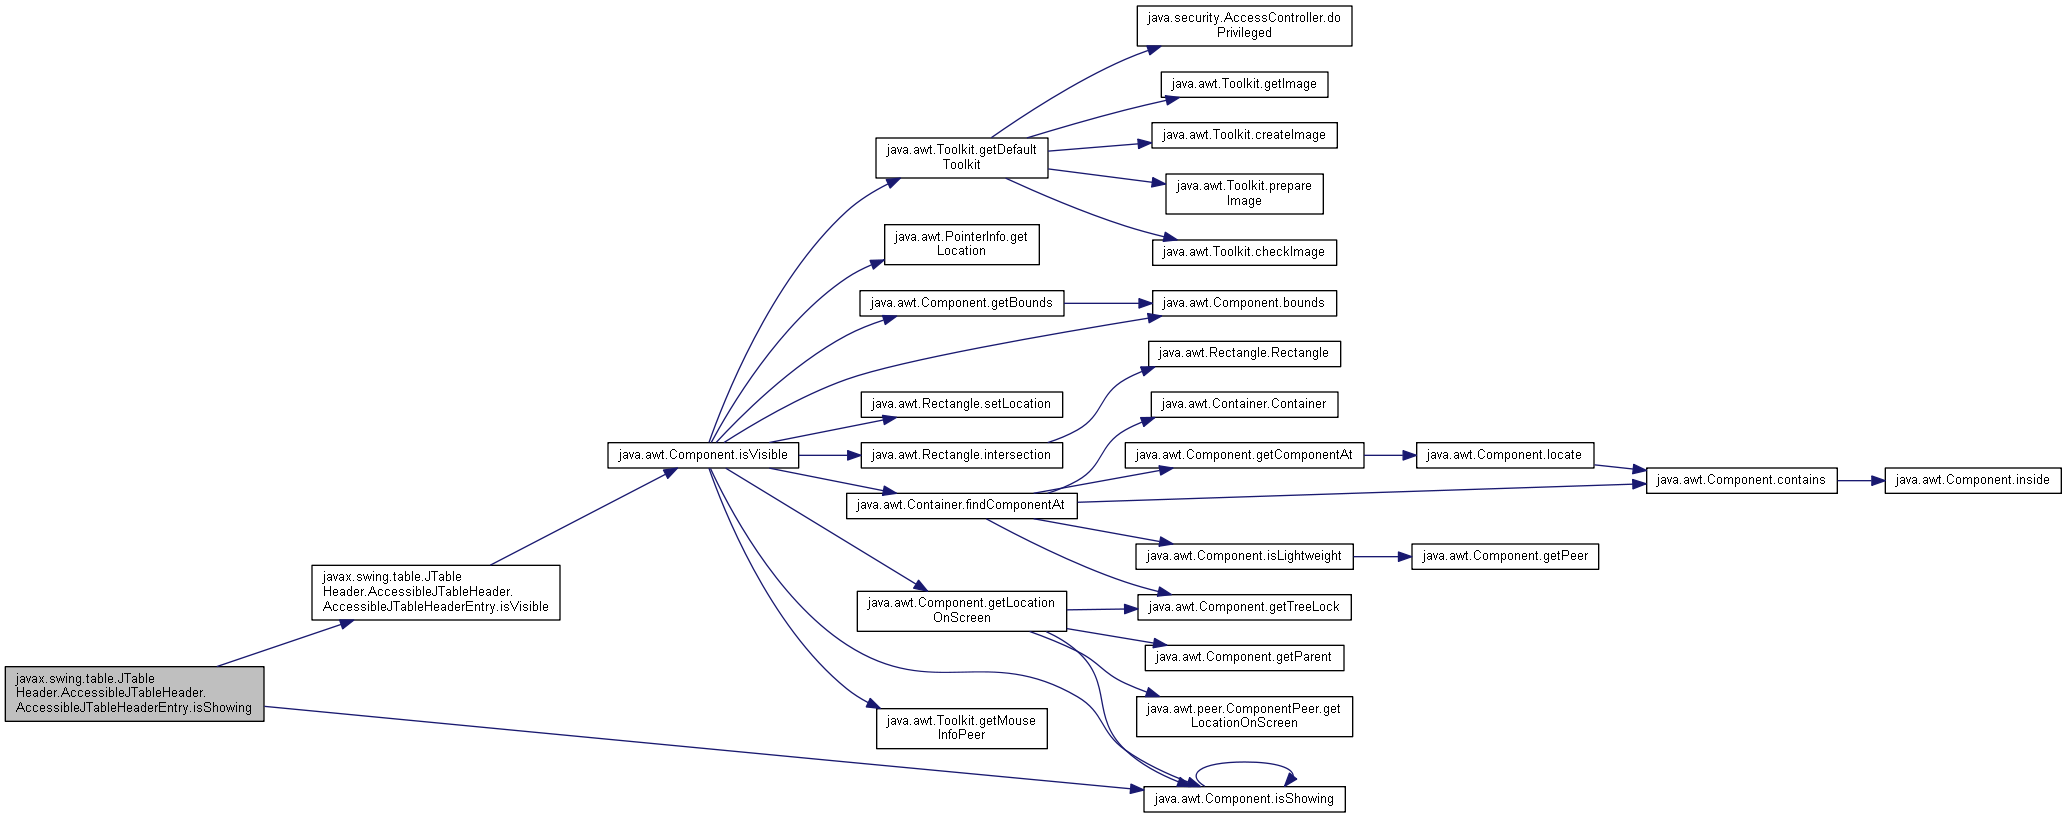 java.security.AccessController.do
Privileged
java.awt.Toolkit.getImage
java.awt.Toolkit.createImage
java.awt.Toolkit.getDefault
Toolkit
java.awt.Toolkit.prepare
Image
java.awt.PointerInfo.get
Location
java.awt.Toolkit.checkImage
java.awt.Component.getBounds
java.awt.Component.bounds
java.awt.Rectangle.Rectangle
java.awt.Rectangle.setLocation
java.awt.Container.Container
java.awt.Component.isVisible
java.awt.Rectangle.intersection
java.awt.Component.getComponentAt
java.awt.Component.locate
java.awt.Component.contains
java.awt.Component.inside
java.awt.Container.findComponentAt
java.awt.Component.isLightweight
java.awt.Component.getPeer
javax.swing.table.JTable
Header.AccessibleJTableHeader.
AccessibleJTableHeaderEntry.isVisible
java.awt.Component.getLocation
OnScreen
java.awt.Component.getTreeLock
java.awt.Component.getParent
javax.swing.table.JTable
Header.AccessibleJTableHeader.
AccessibleJTableHeaderEntry.isShowing
java.awt.peer.ComponentPeer.get
LocationOnScreen
java.awt.Toolkit.getMouse
InfoPeer
java.awt.Component.isShowing